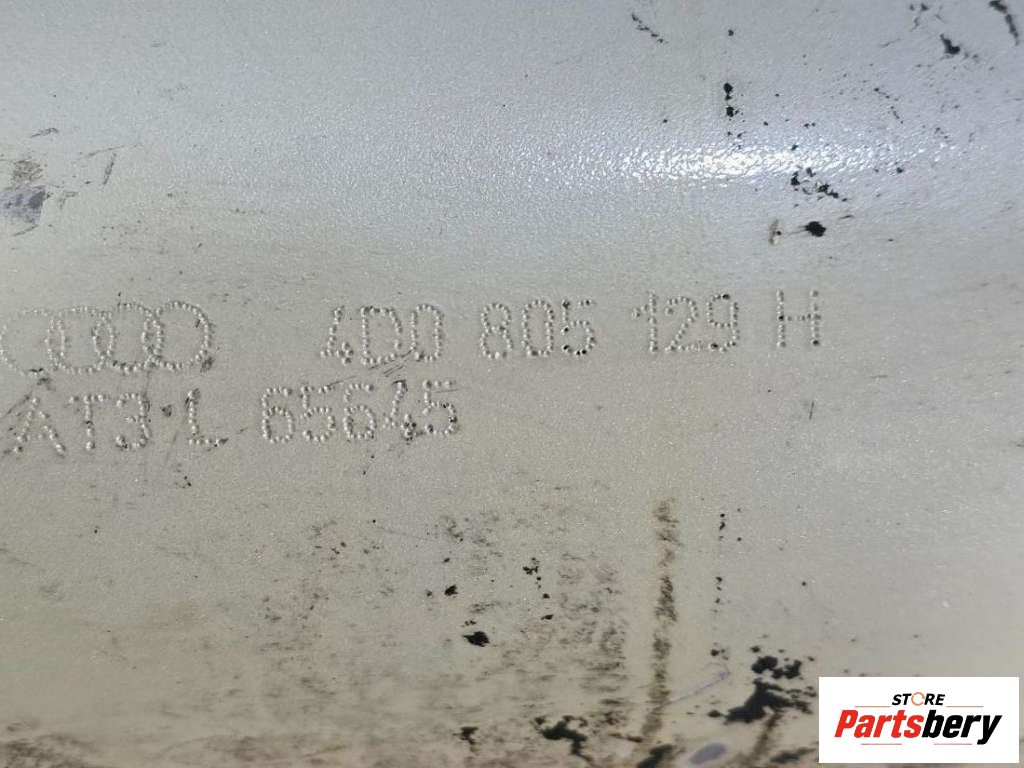 4D0 805 129 H
AT3 L 65645
STORE
Partsbery